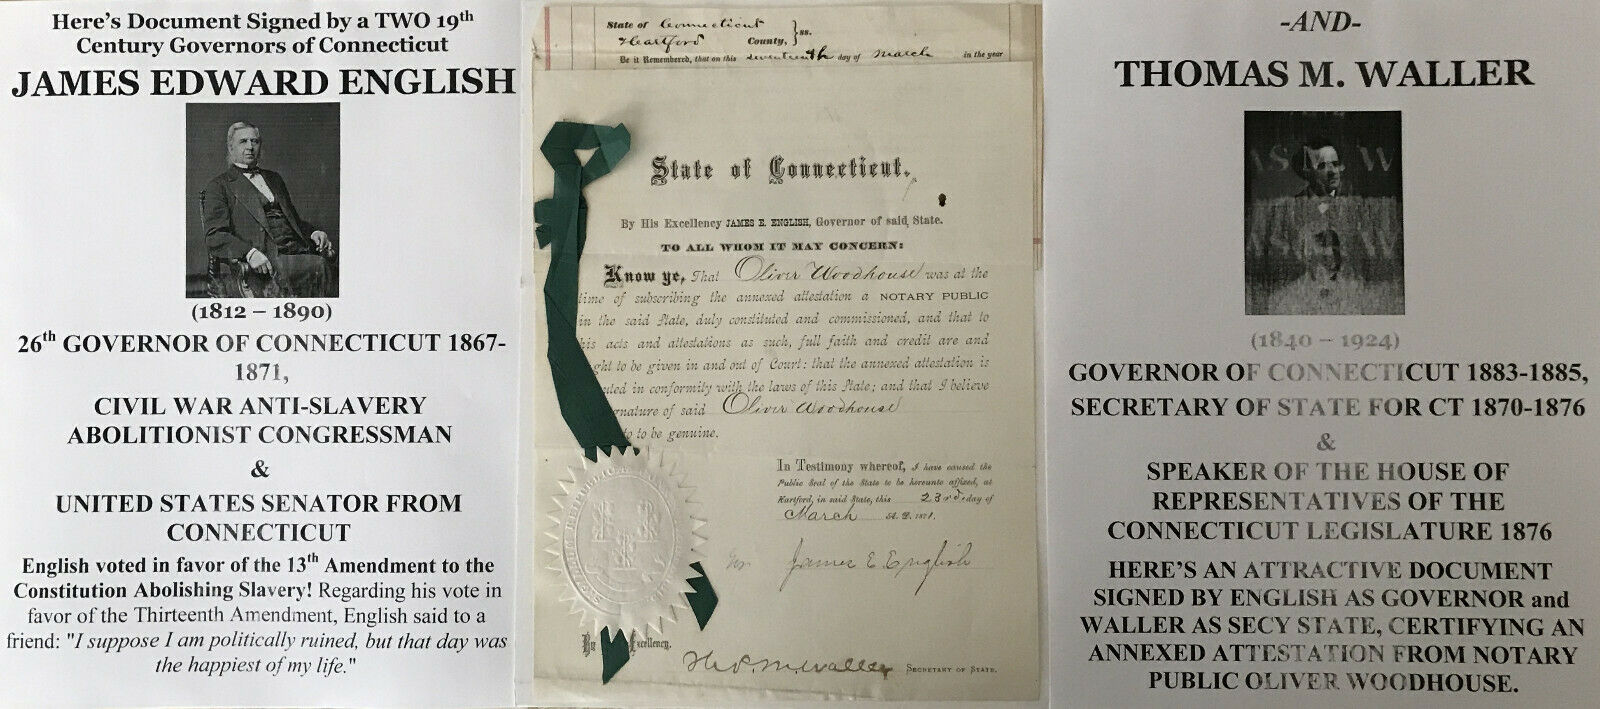 Here's Document Signed by a TWO 19th
Century Governors of Connecticut
JAMES EDWARD ENGLISH
(1812 – 1890)
26th GOVERNOR OF CONNECTICUT 1867-
1871,
CIVIL WAR ANTI-SLAVERY
ABOLITIONIST CONGRESSMAN
&
UNITED STATES SENATOR FROM
CONNECTICUT
English voted in favor of the 13th Amendment to the
Constitution Abolishing Slavery! Regarding his vote in
favor of the Thirteenth Amendment, English said to a
friend: "I suppose I am politically ruined, but that day was
the happiest of my life."
State of Connecticut
Hartford County, } ss.
Be it Remembered, that on this seventeenth day of March in the year
State of Connecticut.
By His Excellency JAMES E. ENGLISH, Governor of said State.
TO ALL WHOM IT MAY CONCERN:
Know ye, That Oliver Woodhouse was at the
time of subscribing the annexed attestation a NOTARY PUBLIC
in the said State, duly constituted and commissioned, and that to
his acts and attestations as such, full faith and credit are and
ght to be given in and out of Court: that the annexed attestation is
uted in conformity with the laws of this State; and that I believe
gnature of said Oliver Woodhouse
to be genuine.
In Testimony whereof, I have caused the
Public Seal of the State to be hereunto affixed, at
Hartford, in said State, this 23rd day of
March A.D. 1871.
James E English
By Excellency.
Thos. M. Waller SECRETARY OF STATE.
-AND-
THOMAS M. WALLER
(1840 – 1924)
GOVERNOR OF CONNECTICUT 1883-1885,
SECRETARY OF STATE FOR CT 1870-1876
&
SPEAKER OF THE HOUSE OF
REPRESENTATIVES OF THE
CONNECTICUT LEGISLATURE 1876
HERE'S AN ATTRACTIVE DOCUMENT
SIGNED BY ENGLISH AS GOVERNOR and
WALLER AS SECY STATE, CERTIFYING AN
ANNEXED ATTESTATION FROM NOTARY
PUBLIC OLIVER WOODHOUSE.